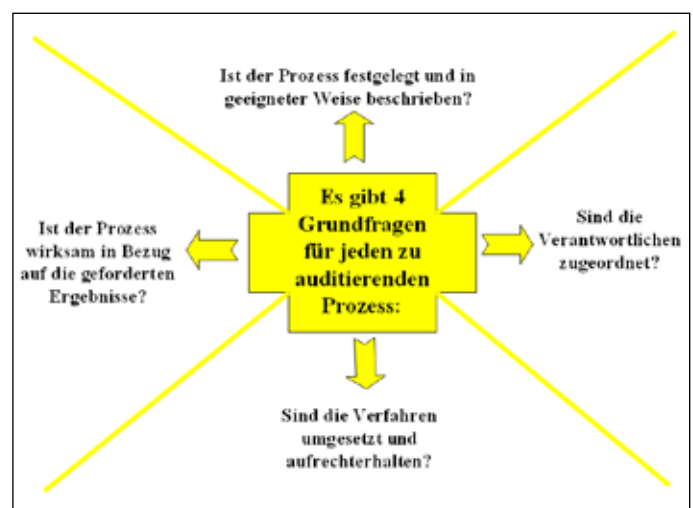 Ist der Prozess festgelegt und in
geeigneter Weise beschrieben?
Es gibt 4
Grundfragen
für jeden zu
auditierenden
Prozess:
Ist der Prozess
wirksam in Bezug
auf die geforderten
Ergebnisse?
Sind die
Verantwortlichen
zugeordnet?
Sind die Verfahren
umgesetzt und
aufrechterhalten?